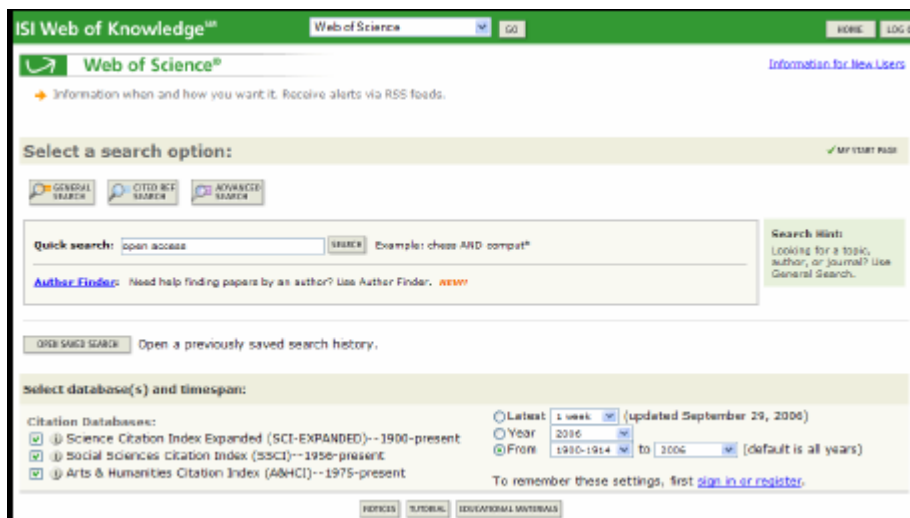 ISI Web of Knowledge℠ Web of Science GO HOME LOG
Web of Science® Information for New Users
Information when and how you want it. Receive alerts via RSS feeds.
Select a search option: MY START PAGE
GENERAL SEARCH CITED REF SEARCH ADVANCED SEARCH
Quick search: open access SEARCH Example: chess AND comput*
Author Finder: Need help finding papers by an author? Use Author Finder. NEW!
Search Hint:
Looking for a topic,
author, or journal? Use
General Search.
OPEN SAVED SEARCH Open a previously saved search history.
Select database(s) and timespan:
Citation Databases:
Science Citation Index Expanded (SCI-EXPANDED)--1900-present
Social Sciences Citation Index (SSCI)--1956-present
Arts & Humanities Citation Index (A&HCI)--1975-present
Latest 1 week (updated September 29, 2006)
Year 2006
From 1900-1914 to 2006 (default is all years)
To remember these settings, first sign in or register.
NOTICES TUTORIAL EDUCATIONAL MATERIALS